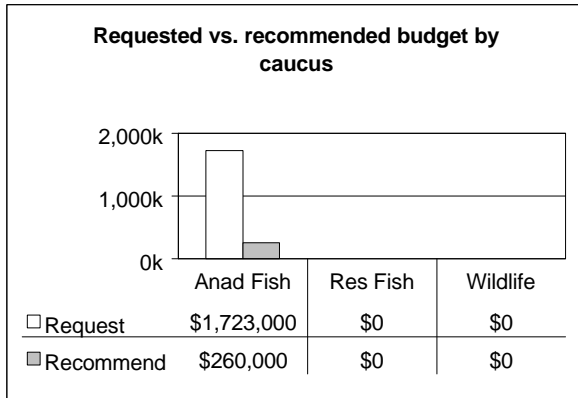 Requested vs. recommended budget by
caucus
2,000k
1,000k
0k
Anad Fish Res Fish Wildlife
Request $1,723,000 $0 $0
Recommend $260,000 $0 $0